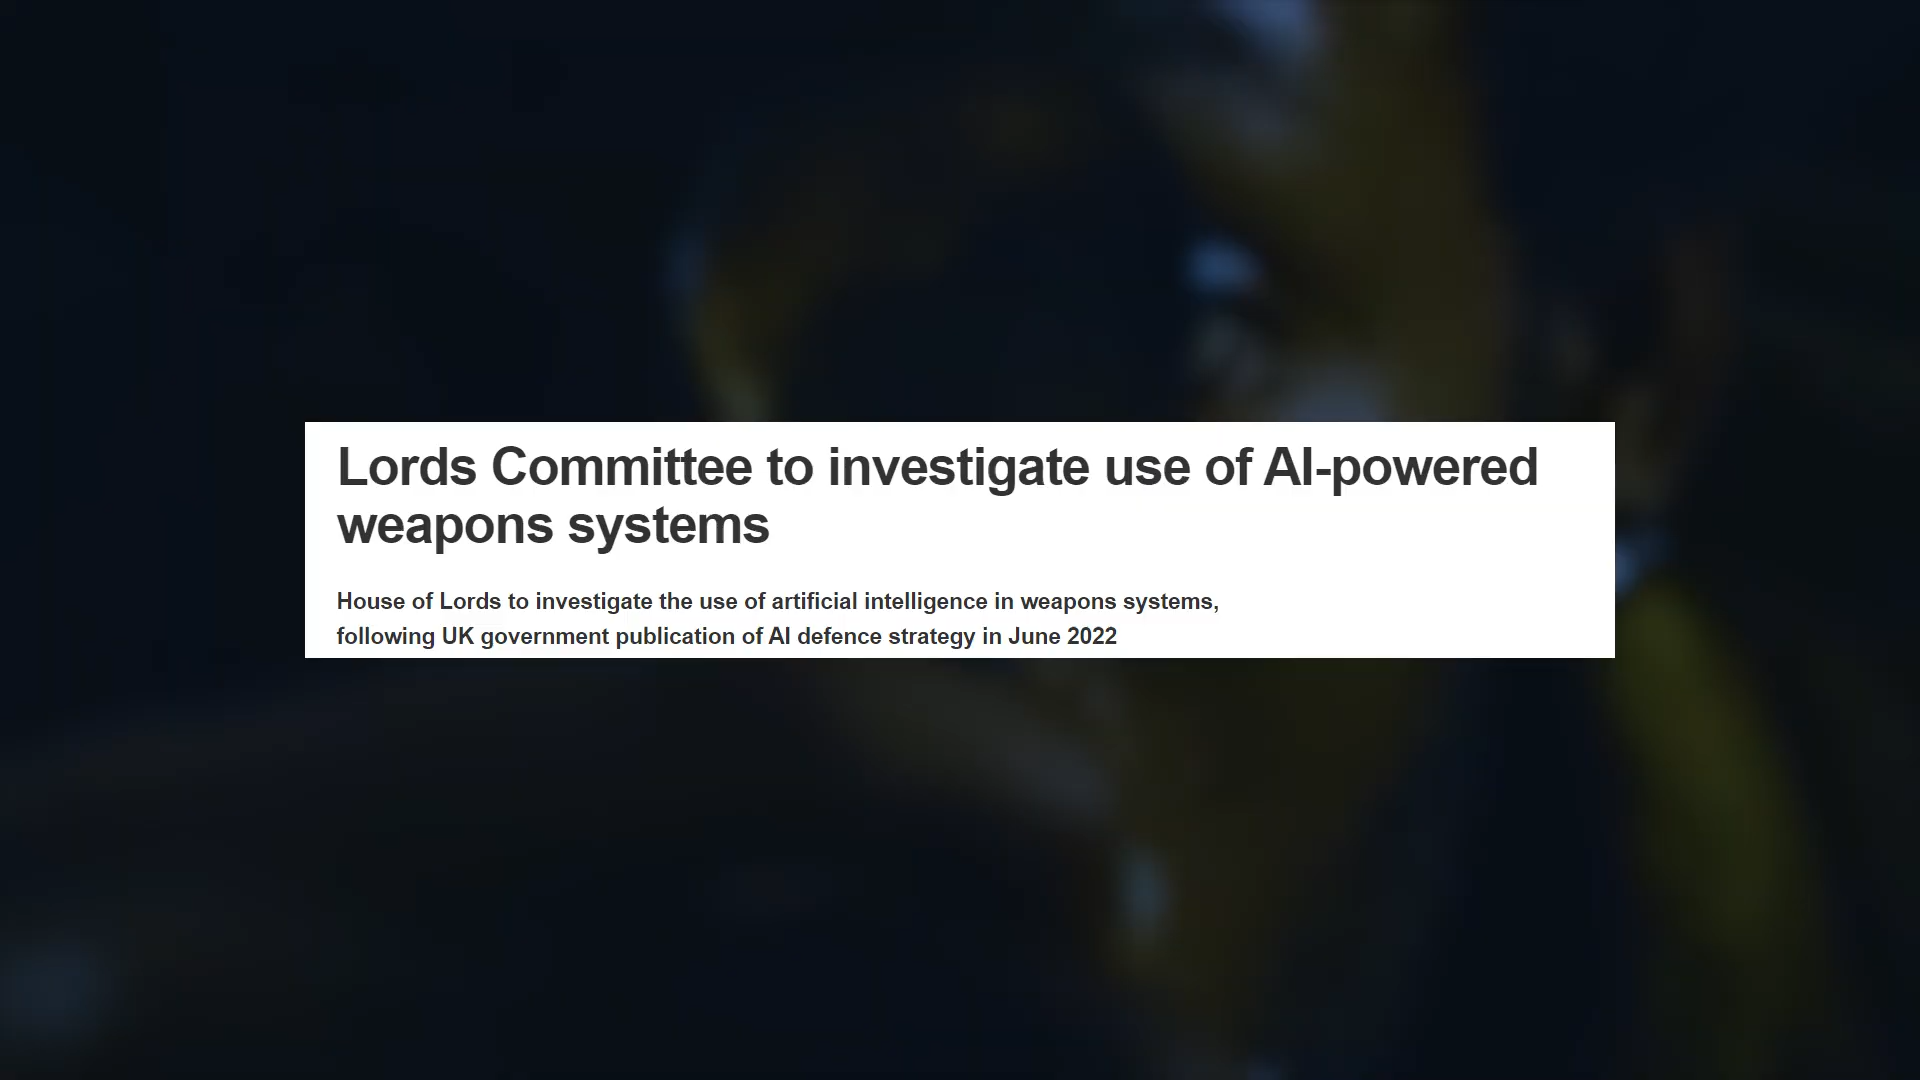 Lords Committee to investigate use of AI-powered
weapons systems
House of Lords to investigate the use of artificial intelligence in weapons systems,
following UK government publication of AI defence strategy in June 2022